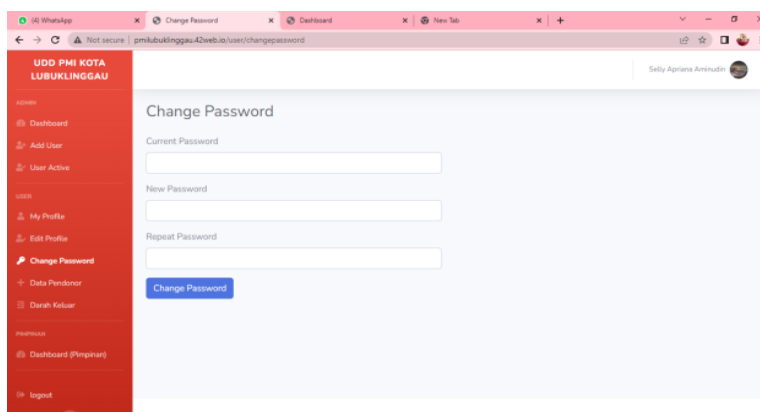 (4) WhatsApp
Change Password
Dashboard
New Tab
Not secure
pmilubuklinggau.42web.io/user/changepassword
UDD PMI KOTA
LUBUKLINGGAU
Selly Apriana Aminudin
ADMIN
Dashboard
Add User
User Active
USER
My Profile
Edit Profile
Change Password
Data Pendonor
Darah Keluar
PIMPINAN
Dashboard (Pimpinan)
logout
Change Password
Current Password
New Password
Repeat Password
Change Password